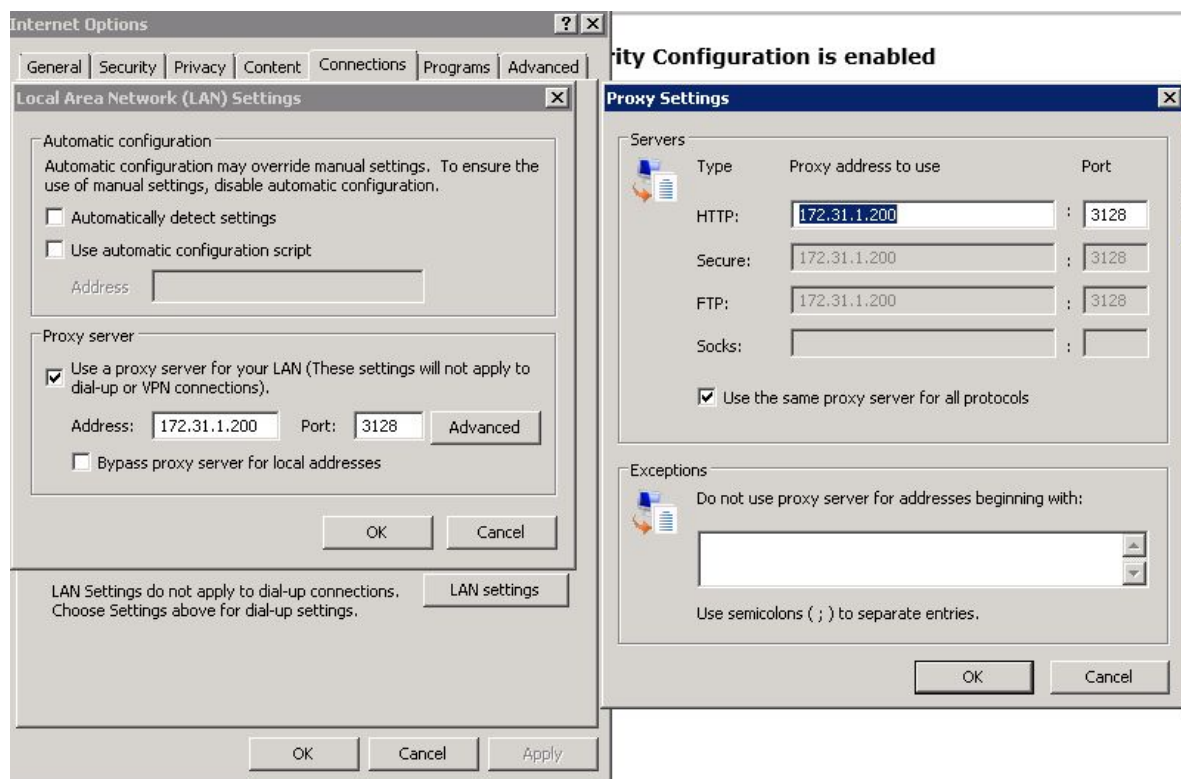 Internet Options
General Security Privacy Content Connections Programs Advanced
Local Area Network (LAN) Settings
Automatic configuration
Automatic configuration may override manual settings. To ensure the
use of manual settings, disable automatic configuration.
Automatically detect settings
Use automatic configuration script
Address
Proxy server
Use a proxy server for your LAN (These settings will not apply to
dial-up or VPN connections).
Address: 172.31.1.200 Port: 3128 Advanced
Bypass proxy server for local addresses
OK Cancel
LAN Settings do not apply to dial-up connections.
Choose Settings above for dial-up settings.
LAN settings
OK Cancel Apply
rity Configuration is enabled
Proxy Settings
Servers
Type Proxy address to use Port
HTTP: 172.31.1.200 : 3128
Secure: 172.31.1.200 : 3128
FTP: 172.31.1.200 : 3128
Socks: :
Use the same proxy server for all protocols
Exceptions
Do not use proxy server for addresses beginning with:
Use semicolons ( ; ) to separate entries.
OK Cancel